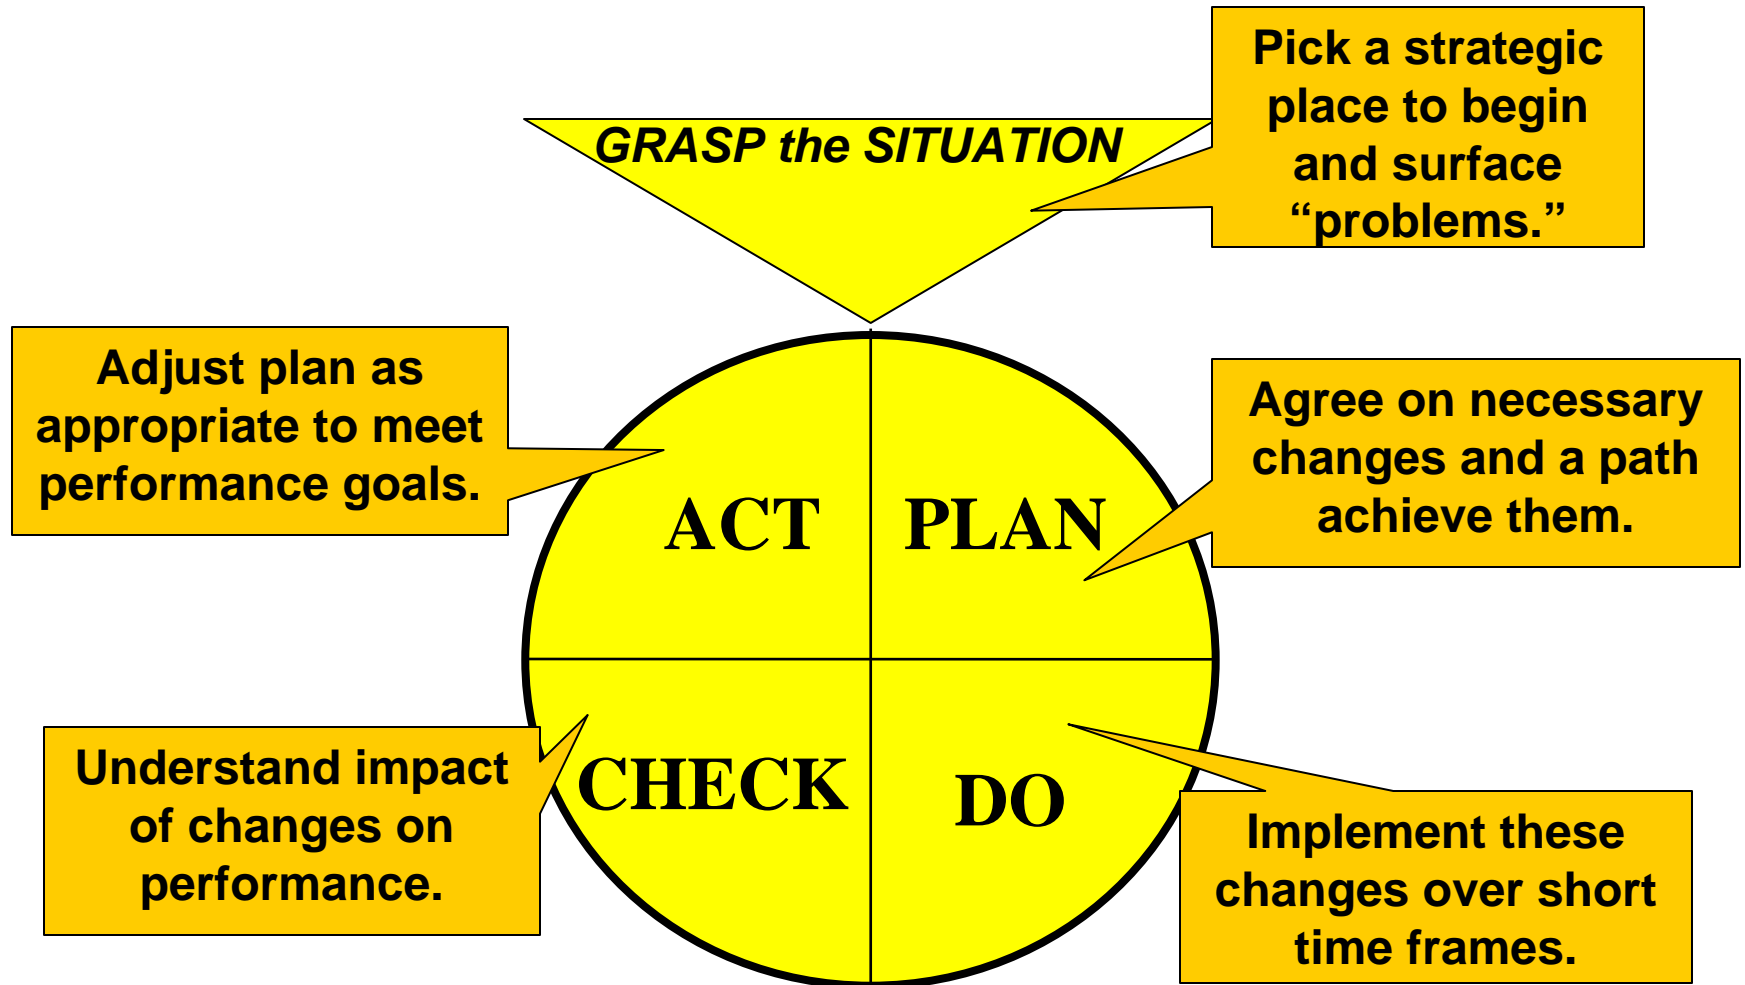 GRASP the SITUATION
Pick a strategic
place to begin
and surface
“problems.”
Adjust plan as
appropriate to meet
performance goals.
Agree on necessary
changes and a path
achieve them.
ACT
PLAN
Understand impact
of changes on
performance.
CHECK
DO
Implement these
changes over short
time frames.